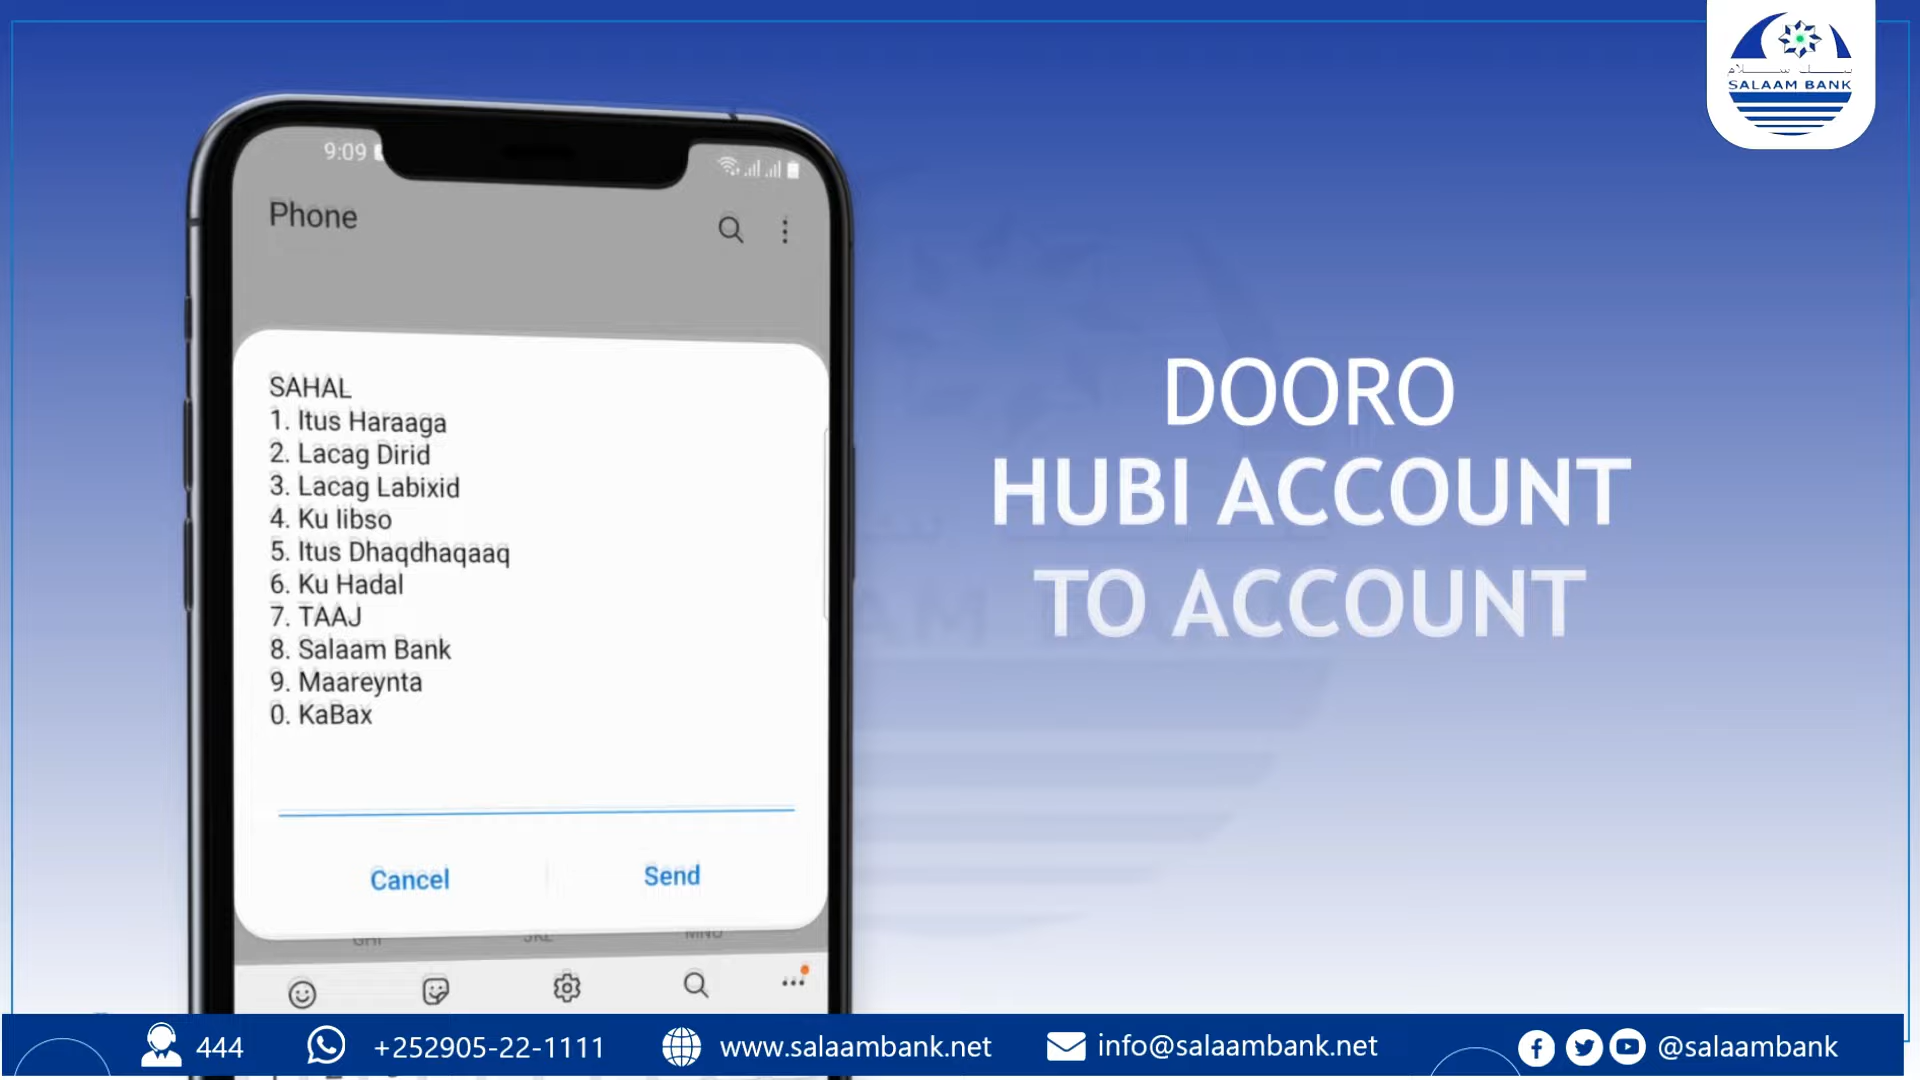 سلام بنك
SALAAM BANK
9:09
Phone
SAHAL
1. Itus Haraaga
2. Lacag Dirid
3. Lacag Labixid
4. Ku Iibso
5. Itus Dhaqdhaqaaq
6. Ku Hadal
7. TAAJ
8. Salaam Bank
9. Maareynta
0. KaBax
Cancel
Send
DOORO
HUBI ACCOUNT
TO ACCOUNT
444
+252905-22-1111
www.salaambank.net
info@salaambank.net
@salaambank